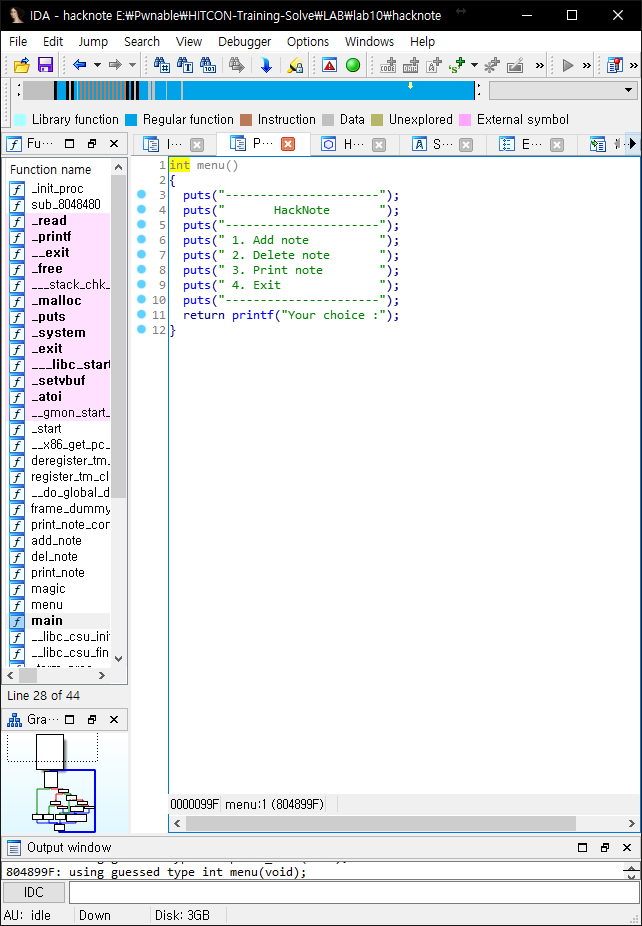 IDA - hacknote E:₩Pwnable₩HITCON-Training-Solve₩LAB₩lab10₩hacknote
File Edit Jump Search View Debugger Options Windows Help
Library function Regular function Instruction Data Unexplored External symbol
Fu··· I··· P··· H··· S··· E···
Function name
_init_proc
sub_8048480
_read
_printf
__exit
_free
___stack_chk_
_malloc
_puts
_system
_exit
___libc_start
_setvbuf
_atoi
__gmon_start_
_start
__x86_get_pc_
deregister_tm_
register_tm_cl
__do_global_d
frame_dummy
print_note_con
add_note
del_note
print_note
magic
menu
main
__libc_csu_init
__libc_csu_fin
Line 28 of 44
Gra···
1 int menu()
2 {
3 puts("----------------------");
4 puts("       HackNote       ");
5 puts("----------------------");
6 puts(" 1. Add note          ");
7 puts(" 2. Delete note       ");
8 puts(" 3. Print note        ");
9 puts(" 4. Exit              ");
10 puts("----------------------");
11 return printf("Your choice :");
12 }
0000099F menu:1 (804899F)
Output window
804899F: using guessed type int menu(void);
IDC
AU: idle Down Disk: 3GB